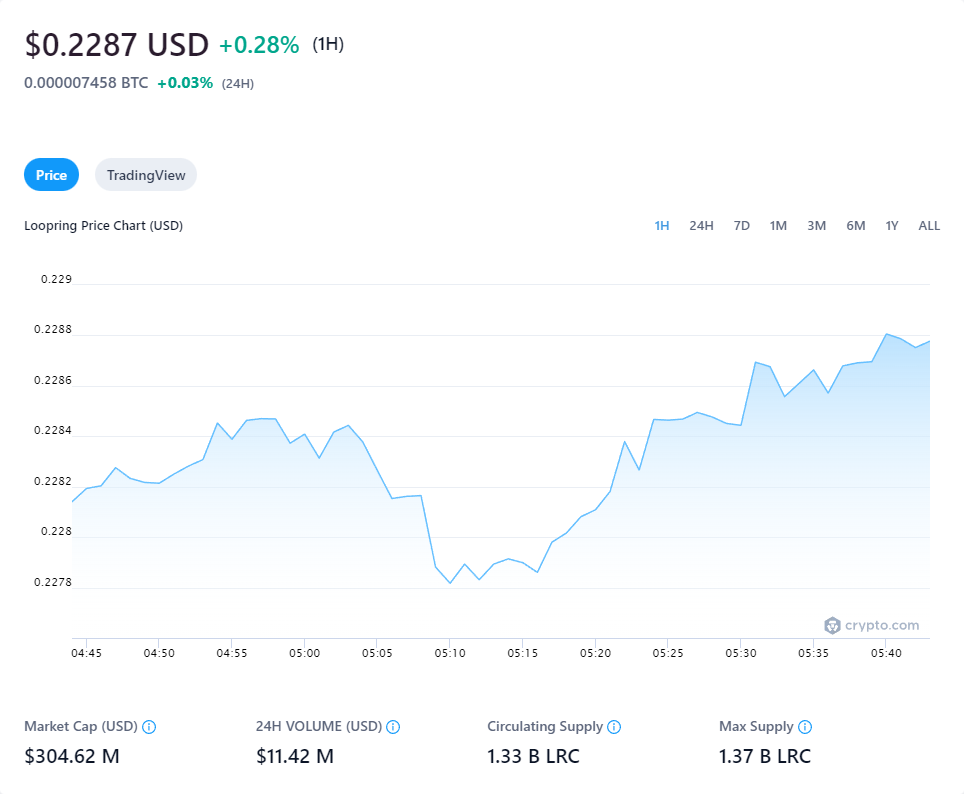 $0.2287 USD +0.28% (1H)
0.000007458 BTC +0.03% (24H)
Price TradingView
Loopring Price Chart (USD) 1H 24H 7D 1M 3M 6M 1Y ALL
0.229
0.2288
0.2286
0.2284
0.2282
0.228
0.2278
crypto.com
04:45 04:50 04:55 05:00 05:05 05:10 05:15 05:20 05:25 05:30 05:35 05:40
Market Cap (USD) 24H VOLUME (USD) Circulating Supply Max Supply
$304.62 M $11.42 M 1.33 B LRC 1.37 B LRC